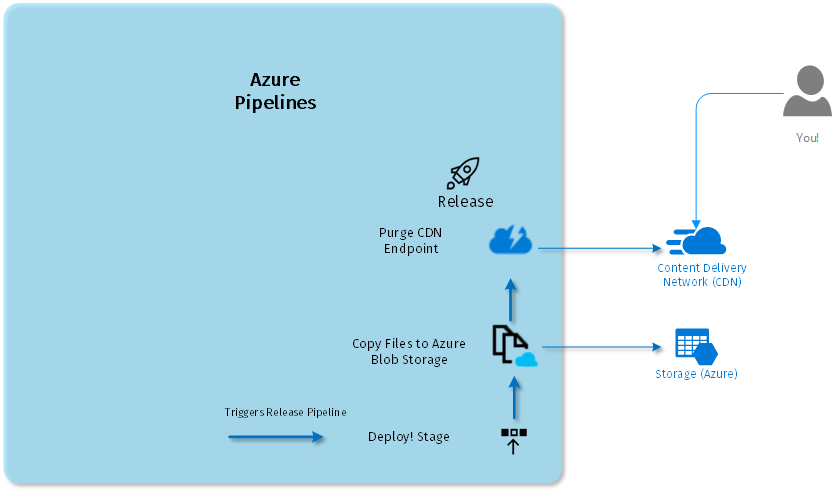 Azure
Pipelines
You!
Release
Purge CDN
Endpoint
Content Delivery
Network (CDN)
Copy Files to Azure
Blob Storage
Storage (Azure)
Triggers Release Pipeline
Deploy! Stage